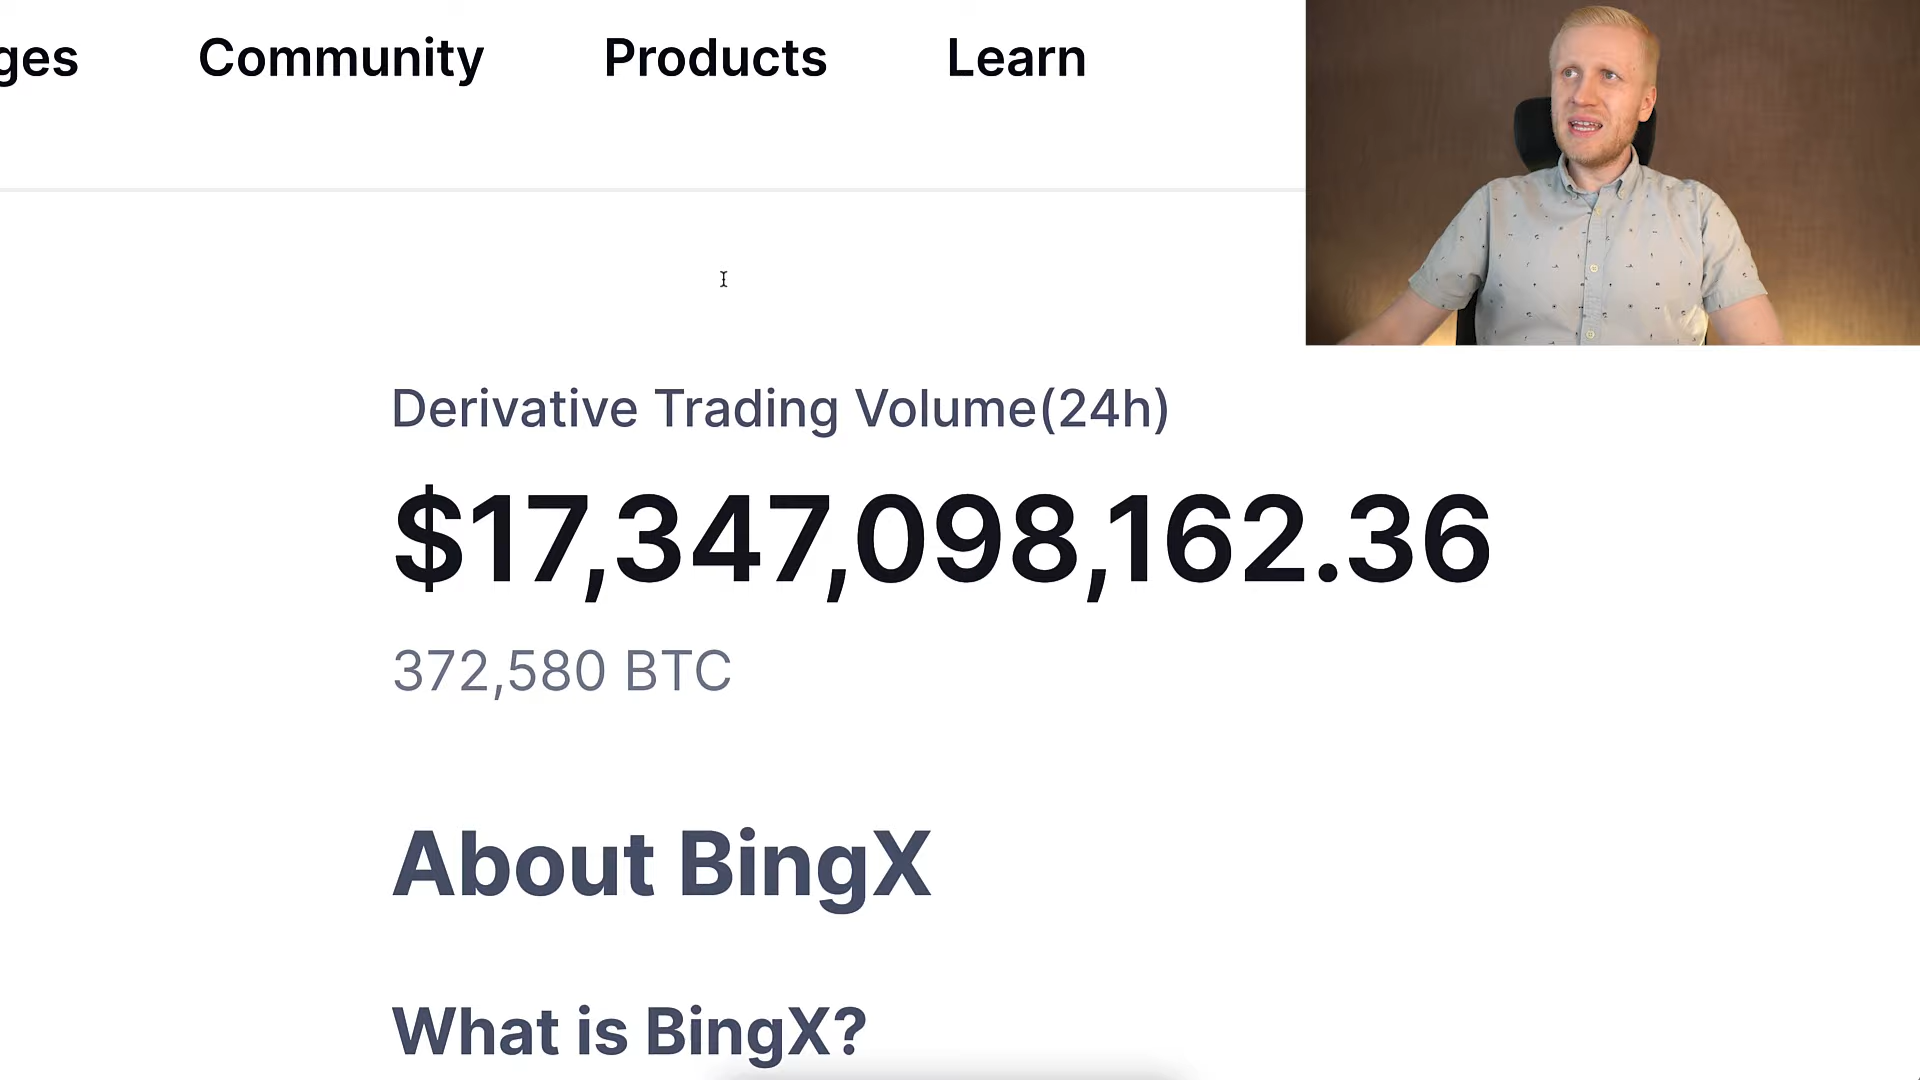 ges Community Products Learn
Derivative Trading Volume(24h)
$17,347,098,162.36
372,580 BTC
About BingX
What is BingX?